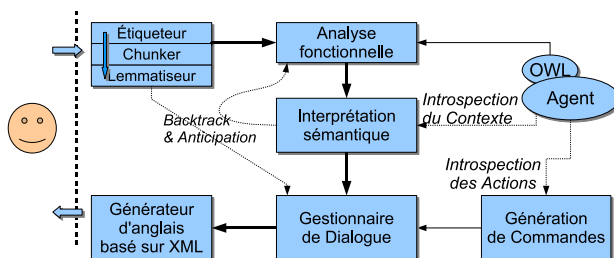 Étiqueteur
Chunker
Lemmatiseur
Analyse
fonctionnelle
OWL
Agent
Backtrack
& Anticipation
Interprétation
sémantique
Introspection
du Contexte
Introspection
des Actions
Générateur
d'anglais
basé sur XML
Gestionnaire
de Dialogue
Génération
de Commandes